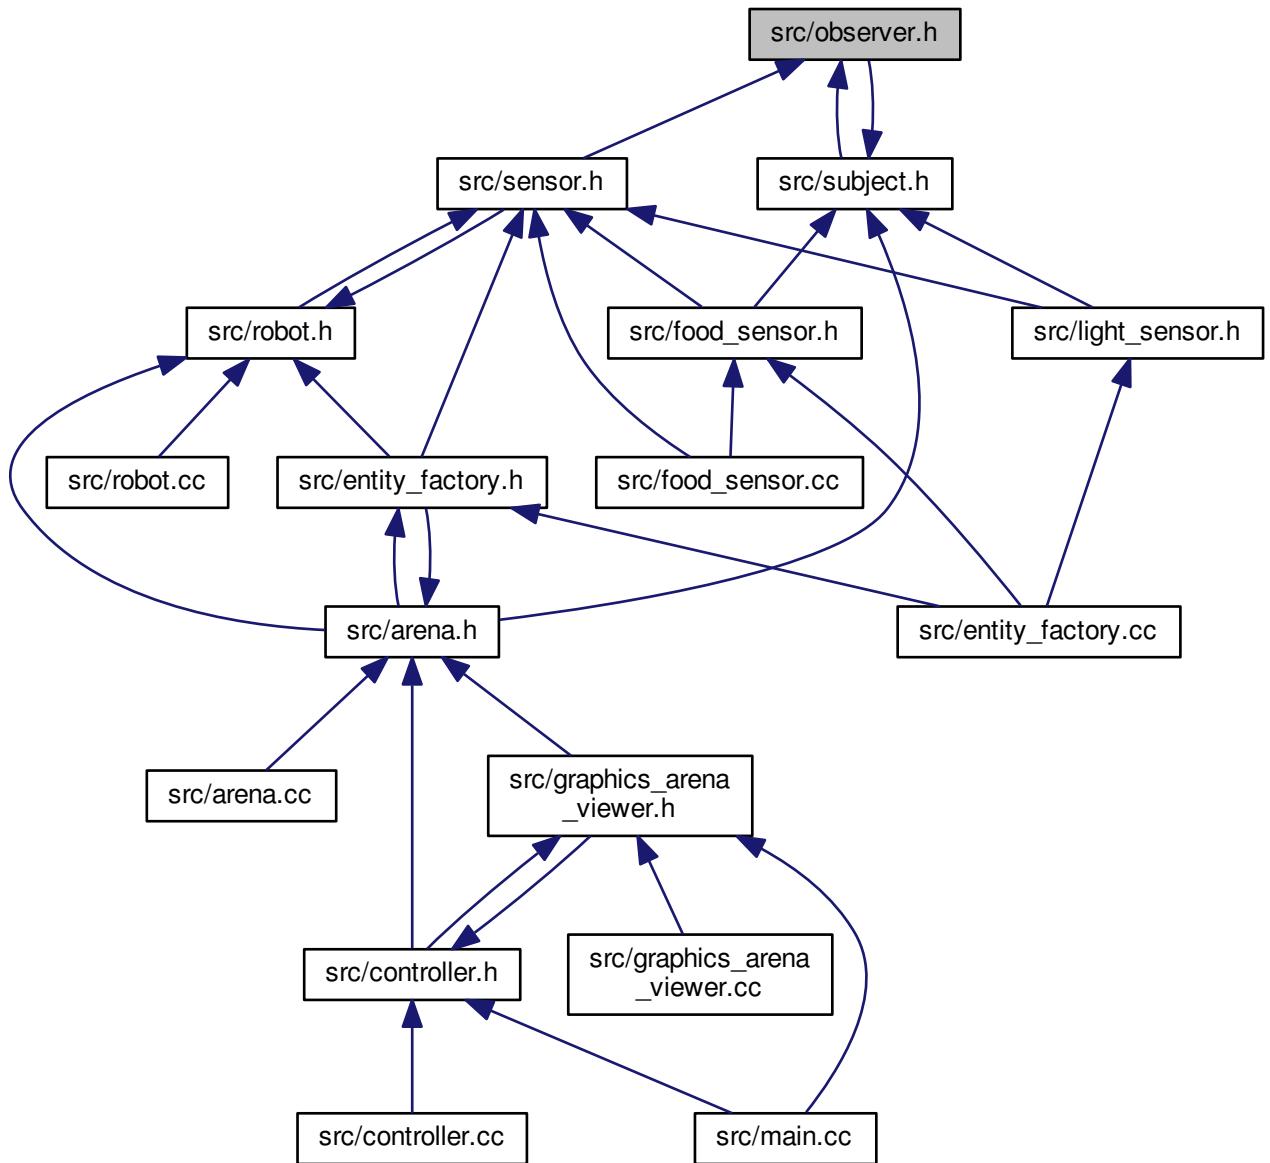 src/observer.h
src/sensor.h
src/subject.h
src/robot.h
src/food_sensor.h
src/light_sensor.h
src/robot.cc
src/entity_factory.h
src/food_sensor.cc
src/arena.h
src/entity_factory.cc
src/arena.cc
src/graphics_arena
_viewer.h
src/controller.h
src/graphics_arena
_viewer.cc
src/controller.cc
src/main.cc